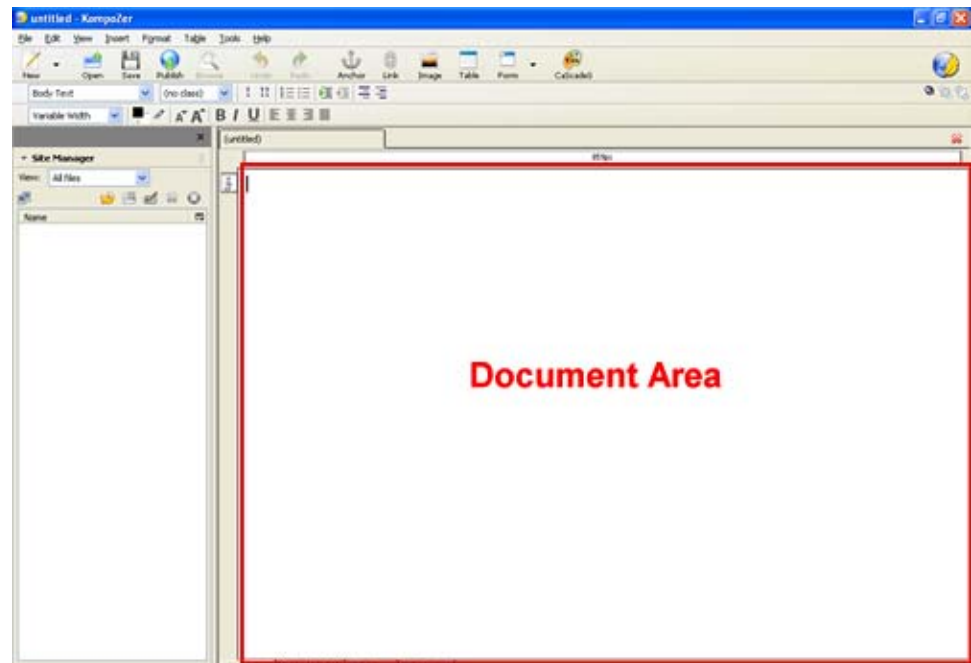 untitled - KompoZer
File Edit View Insert Format Table Tools Help
New Open Save Publish Browse Undo Redo Anchor Link Image Table Form CaScadeS
Body Text (no class)
Variable Width A A B I U
(untitled)
Site Manager
View: All files
Name
Document Area